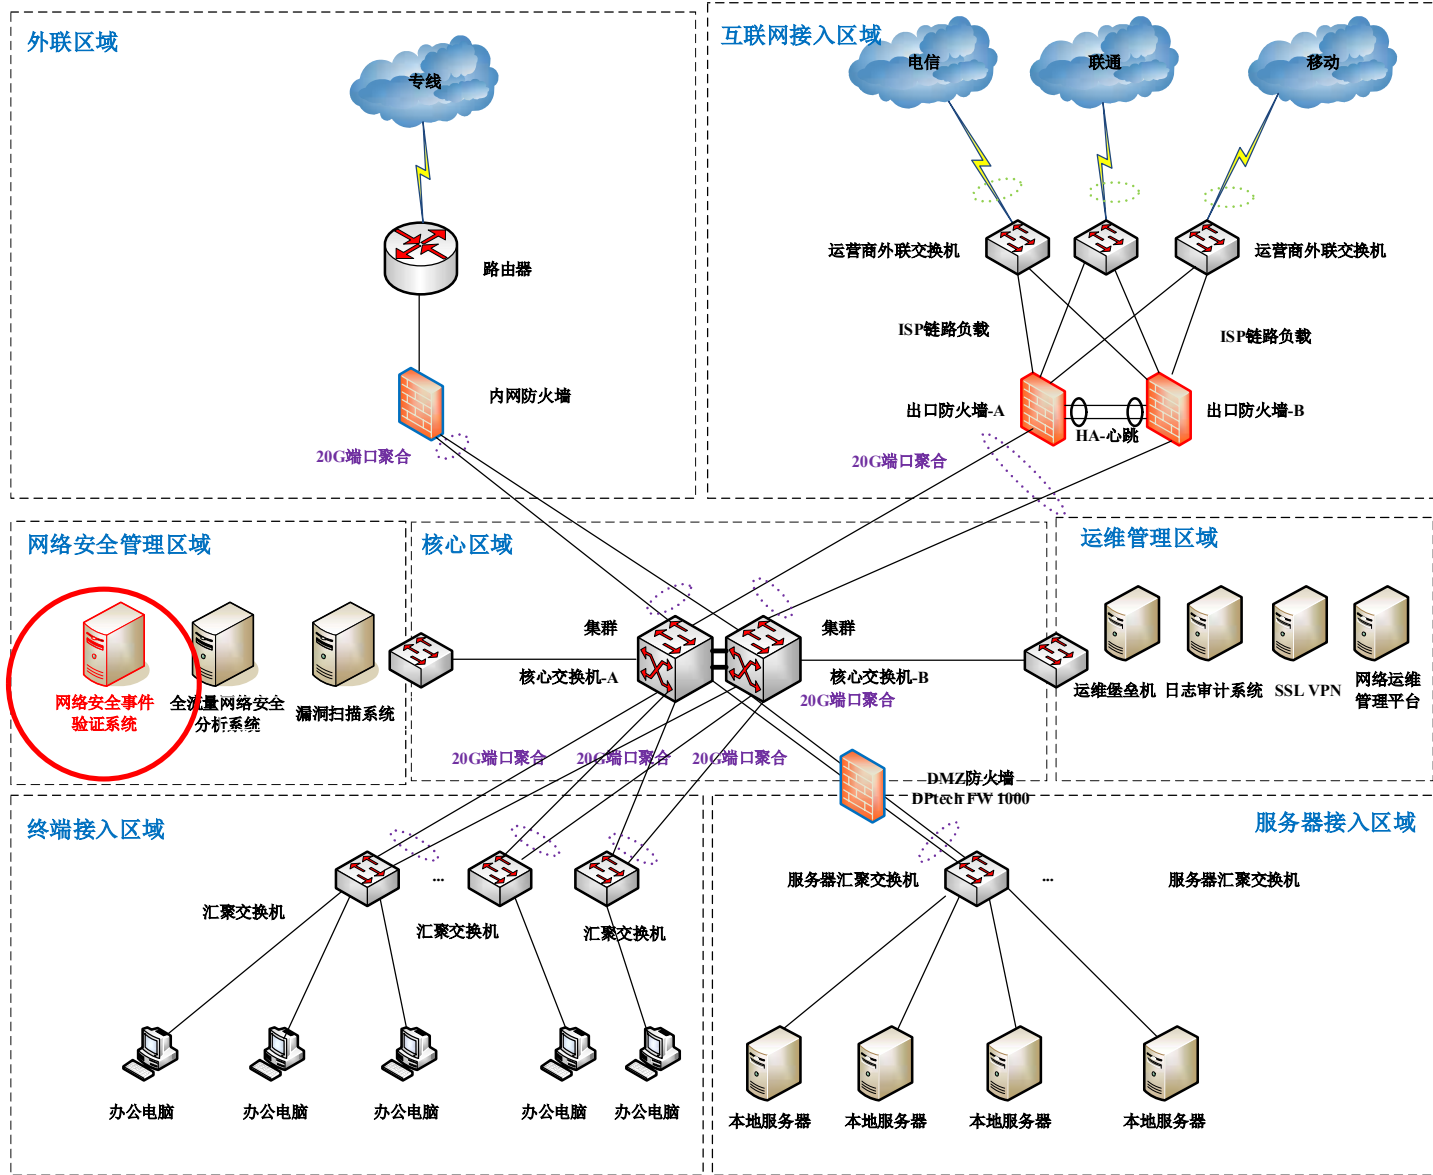 外联区域
专线
路由器
内网防火墙
20G端口聚合
互联网接入区域
电信
联通
移动
运营商外联交换机
运营商外联交换机
ISP链路负载
ISP链路负载
出口防火墙-A
出口防火墙-B
HA-心跳
20G端口聚合
网络安全管理区域
网络安全事件
验证系统
全流量网络安全
分析系统
漏洞扫描系统
核心区域
集群
集群
核心交换机-A
核心交换机-B
20G端口聚合
20G端口聚合
20G端口聚合
20G端口聚合
DMZ防火墙
DPtech FW 1000
运维管理区域
运维堡垒机
日志审计系统
SSL VPN
网络运维
管理平台
终端接入区域
...
汇聚交换机
汇聚交换机
汇聚交换机
办公电脑
办公电脑
办公电脑
办公电脑
办公电脑
服务器接入区域
服务器汇聚交换机
...
服务器汇聚交换机
本地服务器
本地服务器
本地服务器
本地服务器